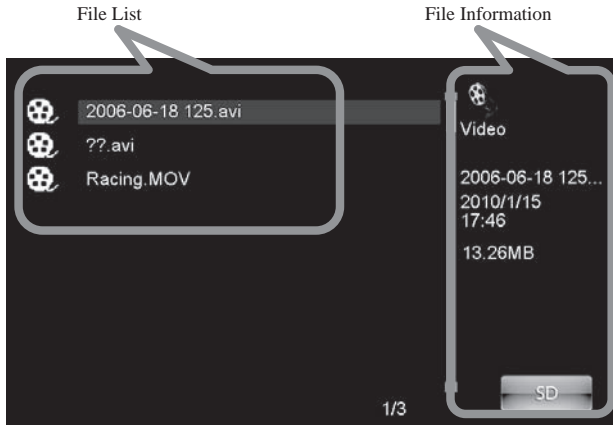 File List
File Information
2006-06-18 125.avi
??.avi
Racing.MOV
Video
2006-06-18 125...
2010/1/15
17:46
13.26MB
SD
1/3